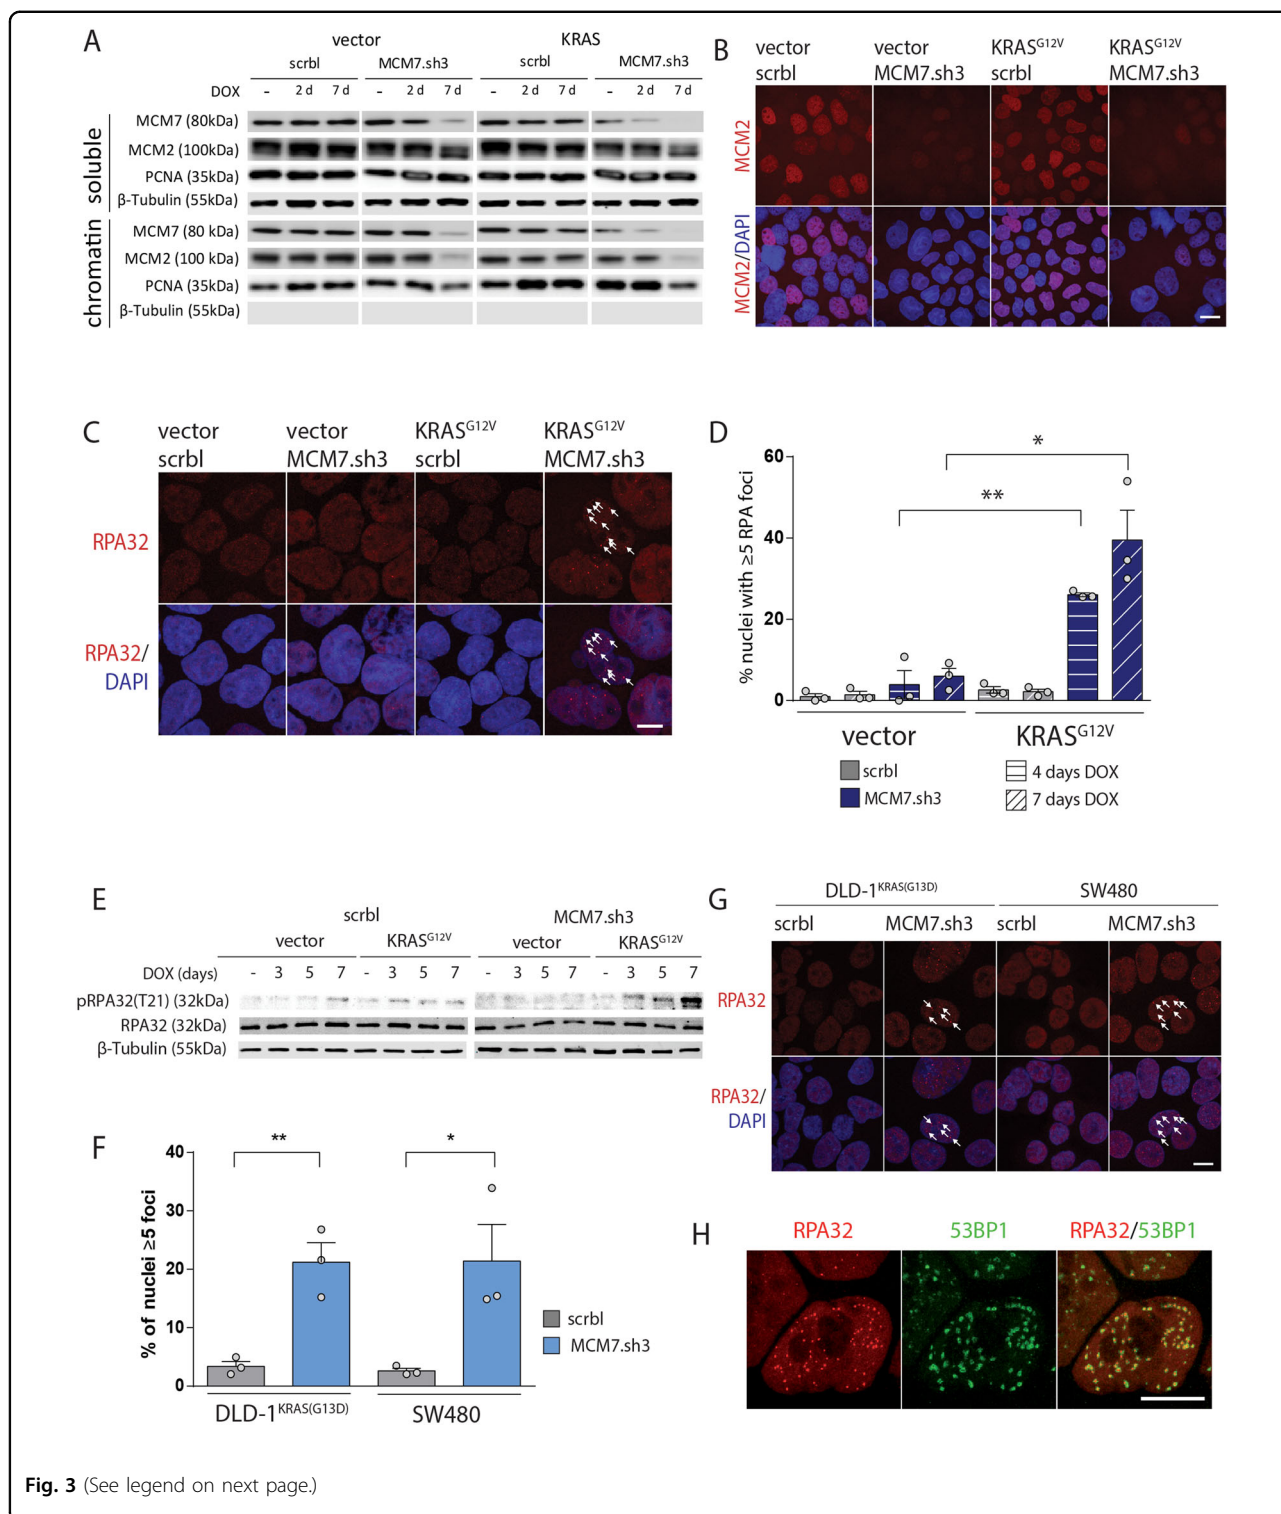 A
vector
KRAS
scrbl
MCM7.sh3
scrbl
MCM7.sh3
DOX - 2 d 7 d - 2 d 7 d - 2 d 7 d - 2 d 7 d
soluble
MCM7 (80kDa)
MCM2 (100kDa)
PCNA (35kDa)
β-Tubulin (55kDa)
chromatin
MCM7 (80 kDa)
MCM2 (100 kDa)
PCNA (35kDa)
β-Tubulin (55kDa)
B
vector scrbl
vector MCM7.sh3
KRASG12V scrbl
KRASG12V MCM7.sh3
MCM2
MCM2/DAPI
C
vector scrbl
vector MCM7.sh3
KRASG12V scrbl
KRASG12V MCM7.sh3
RPA32
RPA32/
DAPI
D
% nuclei with ≥5 RPA foci
60
40
20
0
*
**
vector
KRASG12V
scrbl
MCM7.sh3
4 days DOX
7 days DOX
E
scrbl
MCM7.sh3
vector KRASG12V vector KRASG12V
DOX (days) - 3 5 7 - 3 5 7 - 3 5 7 - 3 5 7
pRPA32(T21) (32kDa)
RPA32 (32kDa)
β-Tubulin (55kDa)
F
% of nuclei ≥5 foci
40
30
20
10
0
**
*
scrbl
MCM7.sh3
DLD-1KRAS(G13D)
SW480
G
DLD-1KRAS(G13D)
SW480
scrbl MCM7.sh3 scrbl MCM7.sh3
RPA32
RPA32/
DAPI
H
RPA32 53BP1 RPA32/53BP1
Fig. 3 (See legend on next page.)